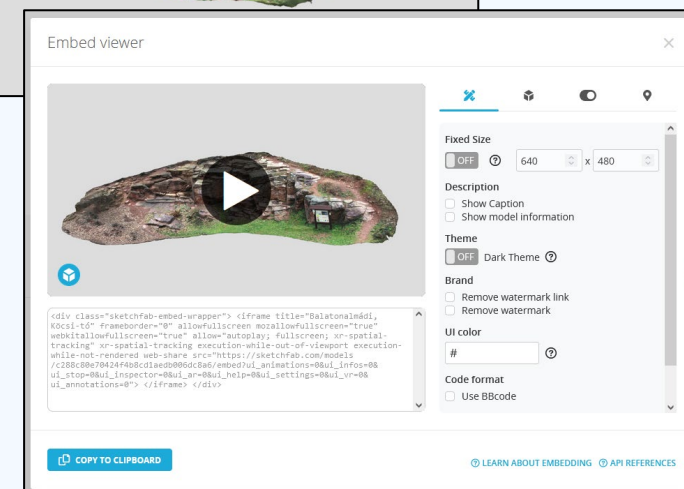 Embed viewer
Fixed Size
OFF 640 x 480
Description
Show Caption
Show model information
Theme
OFF Dark Theme
Brand
Remove watermark link
Remove watermark
UI color
#
Code format
Use BBcode
<div class="sketchfab-embed-wrapper"> <iframe title="Balatonalmádi,
Köcsi-tó" frameborder="0" allowfullscreen mozallowfullscreen="true"
webkitallowfullscreen="true" allow="autoplay; fullscreen; xr-spatial-
tracking" xr-spatial-tracking execution-while-out-of-viewport execution-
while-not-rendered web-share src="https://sketchfab.com/models
/c288c80e70424f4b8cd1aedb006dc8a6/embed?ui_animations=0&ui_infos=0&
ui_stop=0&ui_inspector=0&ui_ar=0&ui_help=0&ui_settings=0&ui_vr=0&
ui_annotations=0"> </iframe> </div>
COPY TO CLIPBOARD
LEARN ABOUT EMBEDDING API REFERENCES